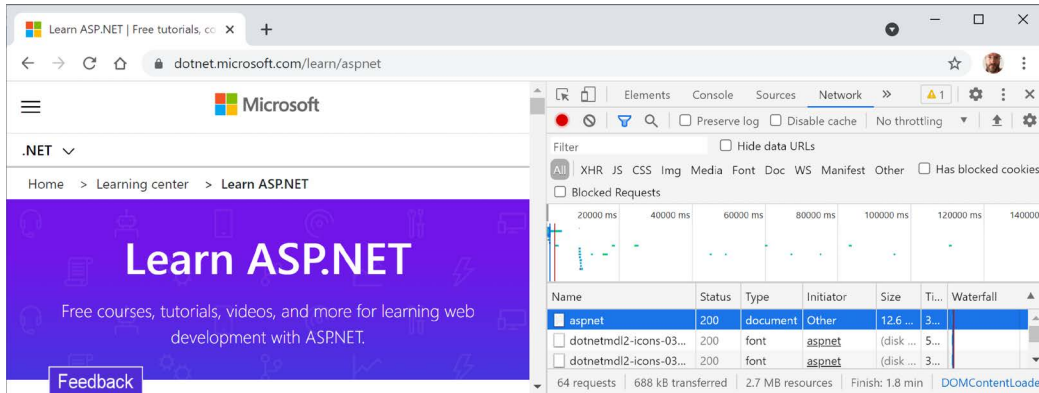 Learn ASP.NET | Free tutorials, co
dotnet.microsoft.com/learn/aspnet
Microsoft
.NET
Home > Learning center > Learn ASP.NET
Learn ASP.NET
Free courses, tutorials, videos, and more for learning web
development with ASP.NET.
Feedback
Elements Console Sources Network » 1
Preserve log Disable cache No throttling
Filter Hide data URLs
All XHR JS CSS Img Media Font Doc WS Manifest Other Has blocked cookies
Blocked Requests
20000 ms 40000 ms 60000 ms 80000 ms 100000 ms 120000 ms 140000
Name Status Type Initiator Size Ti... Waterfall
aspnet 200 document Other 12.6 ... 3...
dotnetmdl2-icons-03... 200 font aspnet (disk ... 5...
dotnetmdl2-icons-03... 200 font aspnet (disk ... 3...
64 requests 688 kB transferred 2.7 MB resources Finish: 1.8 min DOMContentLoade